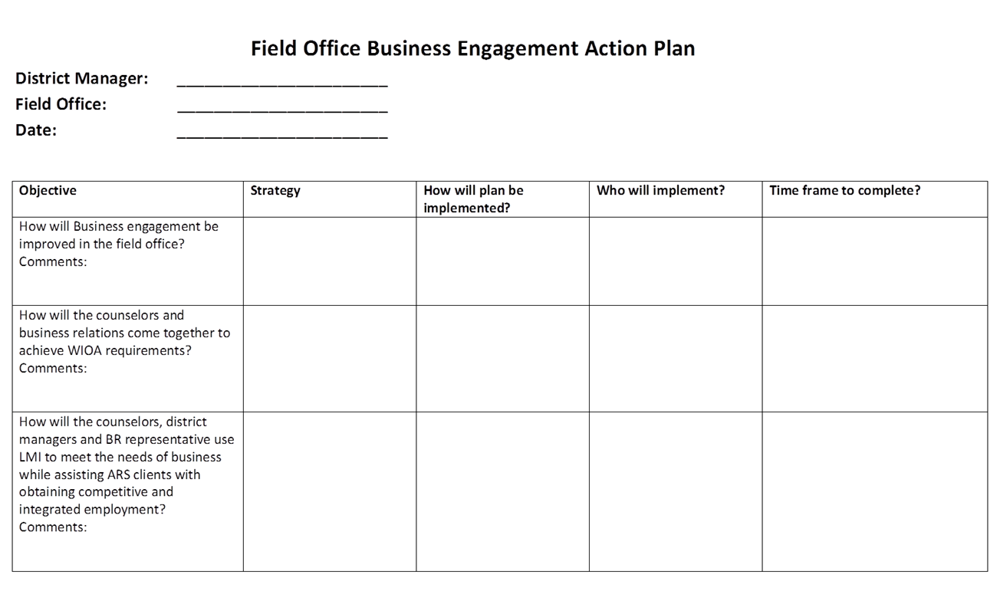 Field Office Business Engagement Action Plan
District Manager: _______________________
Field Office: _______________________
Date: _______________________
Objective
Strategy
How will plan be
implemented?
Who will implement?
Time frame to complete?
How will Business engagement be
improved in the field office?
Comments:
How will the counselors and
business relations come together to
achieve WIOA requirements?
Comments:
How will the counselors, district
managers and BR representative use
LMI to meet the needs of business
while assisting ARS clients with
obtaining competitive and
integrated employment?
Comments: